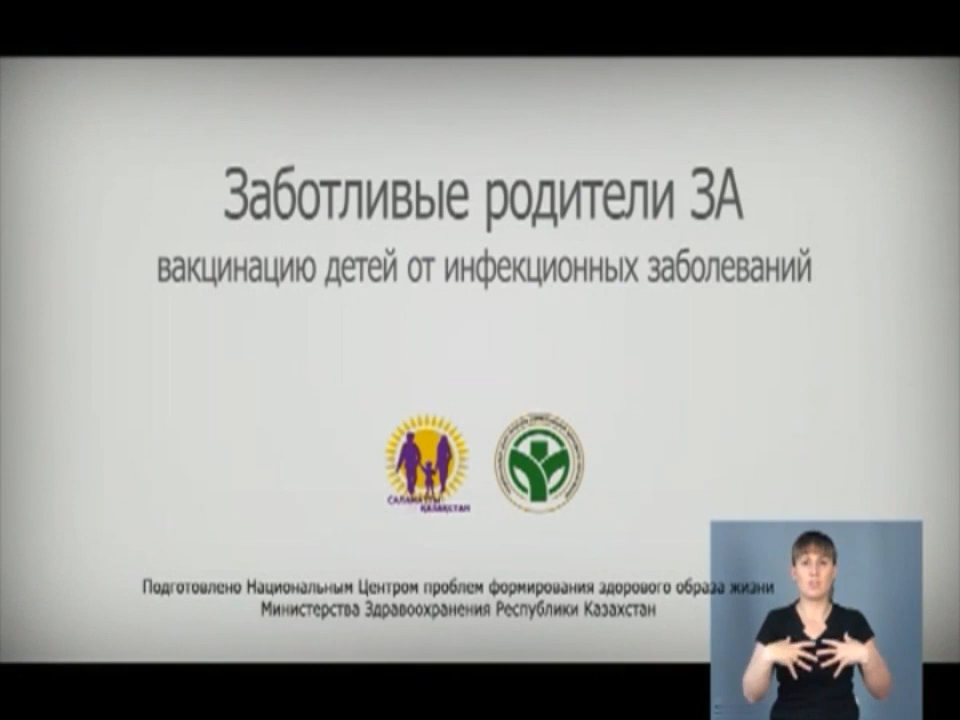 Заботливые родители ЗА
вакцинацию детей от инфекционных заболеваний
САЛАМАТТЫ
ҚАЗАҚСТАН
Подготовлено Национальным Центром проблем формирования здорового образа жизни
Министерства Здравоохранения Республики Казахстан